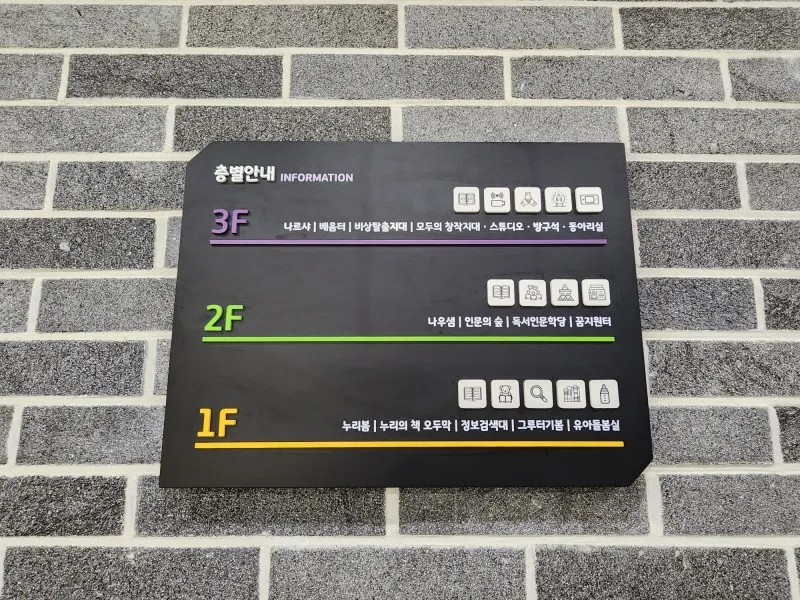 층별안내 INFORMATION
3F
나르샤 | 배움터 | 비상탈출지대 | 모두의 창작지대 · 스튜디오 · 방구석 · 동아리실
2F
나우샘 | 인문의 숲 | 독서인문학당 | 꿈지원터
1F
누리봄 | 누리의 책 오두막 | 정보검색대 | 그루터기봄 | 유아돌봄실